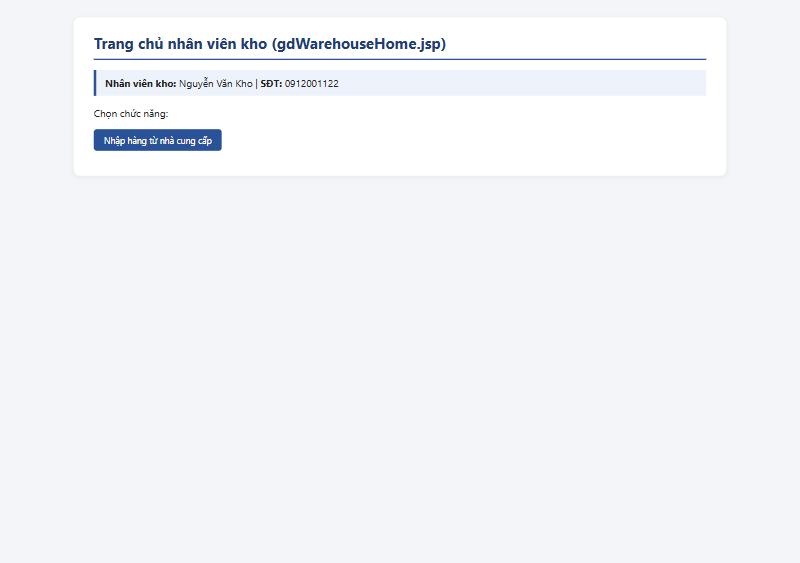 Trang chủ nhân viên kho (gdWarehouseHome.jsp)
Nhân viên kho: Nguyễn Văn Kho | SĐT: 0912001122
Chọn chức năng:
Nhập hàng từ nhà cung cấp